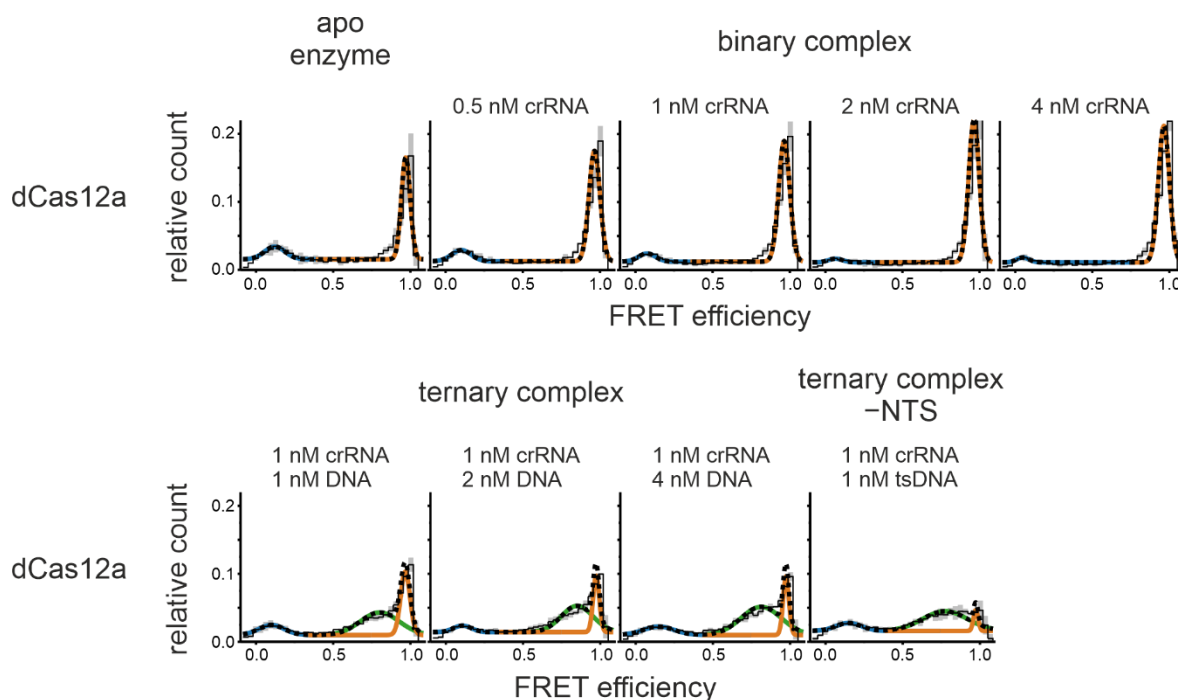 apo
enzyme
binary complex
0.5 nM crRNA
1 nM crRNA
2 nM crRNA
4 nM crRNA
dCas12a
relative count
0.2
0.1
0.0
0.0 0.5 1.0
0.0 0.5 1.0
0.0 0.5 1.0
0.0 0.5 1.0
0.0 0.5 1.0
FRET efficiency
ternary complex
ternary complex
−NTS
1 nM crRNA
1 nM DNA
1 nM crRNA
2 nM DNA
1 nM crRNA
4 nM DNA
1 nM crRNA
1 nM tsDNA
dCas12a
relative count
0.2
0.1
0.0
0.0 0.5 1.0
0.0 0.5 1.0
0.0 0.5 1.0
0.0 0.5 1.0
FRET efficiency